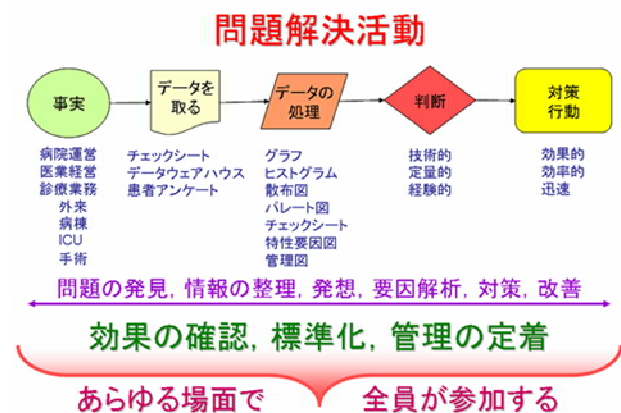 問題解決活動
事実
データを
取る
データの
処理
判断
対策
行動
病院運営
医業経営
診療業務
外来
病棟
ICU
手術
チェックシート
データウェアハウス
患者アンケート
グラフ
ヒストグラム
散布図
パレート図
チェックシート
特性要因図
管理図
技術的
定量的
経験的
効果的
効率的
迅速
問題の発見, 情報の整理, 発想, 要因解析, 対策, 改善
効果の確認, 標準化, 管理の定着
あらゆる場面で 全員が参加する